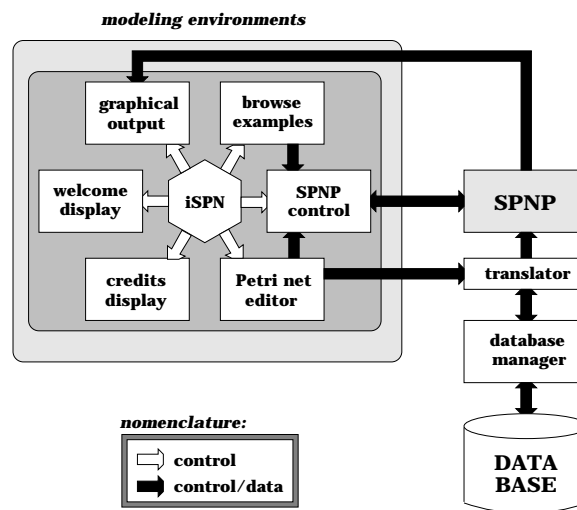 modeling environments
graphical
output
browse
examples
welcome
display
iSPN
SPNP
control
SPNP
credits
display
Petri net
editor
translator
database
manager
nomenclature:
control
control/data
DATA
BASE